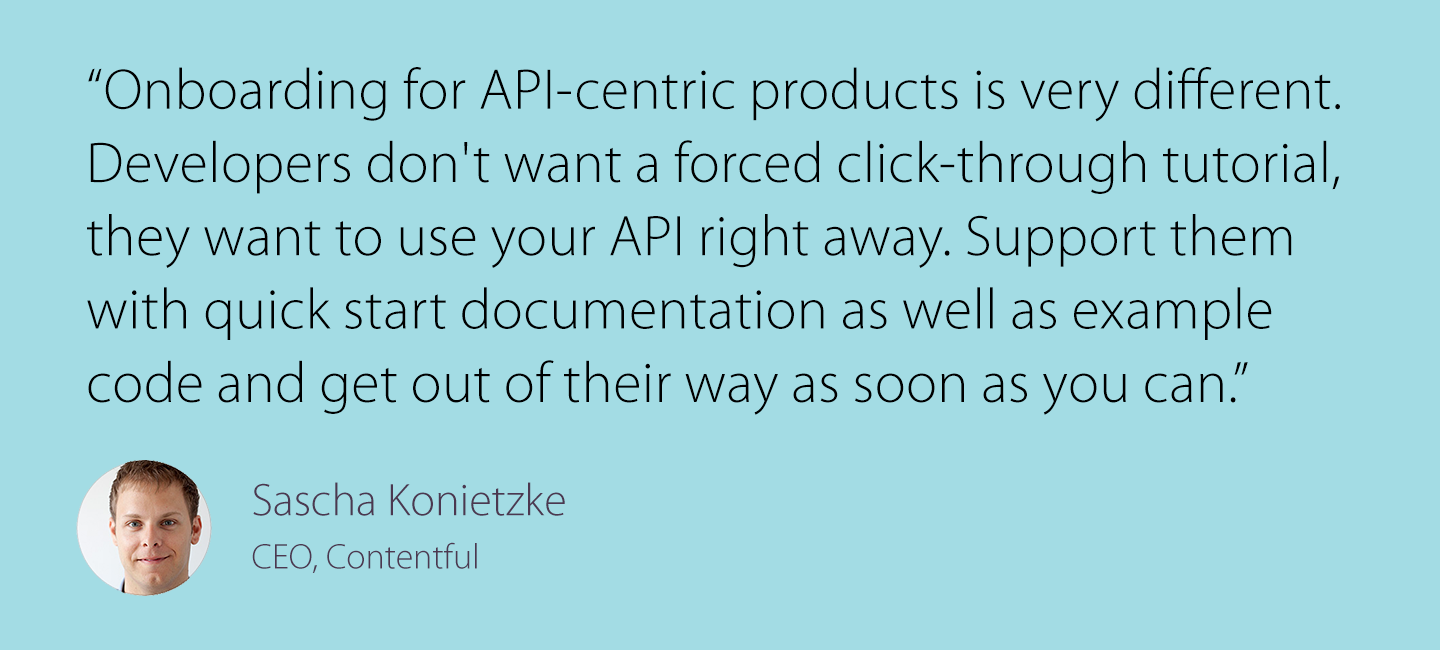 “Onboarding for API-centric products is very different.
Developers don't want a forced click-through tutorial,
they want to use your API right away. Support them
with quick start documentation as well as example
code and get out of their way as soon as you can.”
Sascha Konietzke
CEO, Contentful